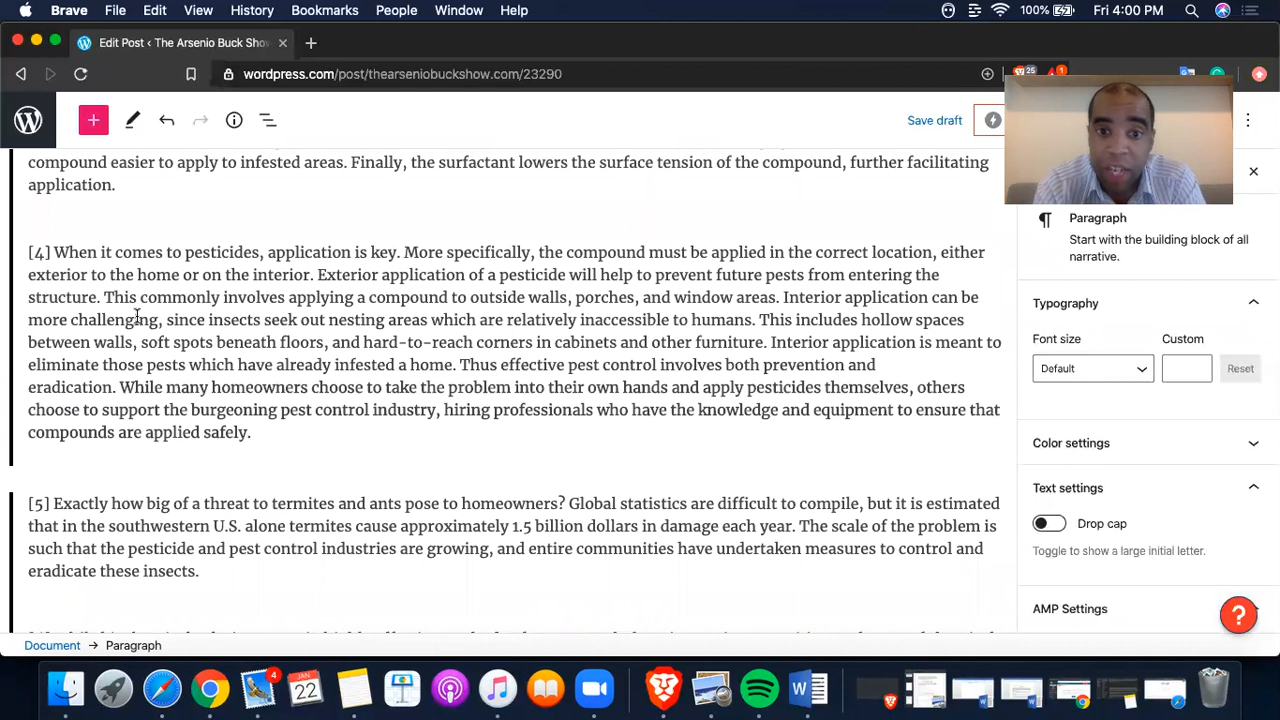 Brave File Edit View History Bookmarks People Window Help 100% Fri 4:00 PM
Edit Post ‹ The Arsenio Buck Sho
wordpress.com/post/thearseniobuckshow.com/23290
25 1
Save draft
compound easier to apply to infested areas. Finally, the surfactant lowers the surface tension of the compound, further facilitating
application.
[4] When it comes to pesticides, application is key. More specifically, the compound must be applied in the correct location, either
exterior to the home or on the interior. Exterior application of a pesticide will help to prevent future pests from entering the
structure. This commonly involves applying a compound to outside walls, porches, and window areas. Interior application can be
more challenging, since insects seek out nesting areas which are relatively inaccessible to humans. This includes hollow spaces
between walls, soft spots beneath floors, and hard-to-reach corners in cabinets and other furniture. Interior application is meant to
eliminate those pests which have already infested a home. Thus effective pest control involves both prevention and
eradication. While many homeowners choose to take the problem into their own hands and apply pesticides themselves, others
choose to support the burgeoning pest control industry, hiring professionals who have the knowledge and equipment to ensure that
compounds are applied safely.
[5] Exactly how big of a threat to termites and ants pose to homeowners? Global statistics are difficult to compile, but it is estimated
that in the southwestern U.S. alone termites cause approximately 1.5 billion dollars in damage each year. The scale of the problem is
such that the pesticide and pest control industries are growing, and entire communities have undertaken measures to control and
eradicate these insects.
Paragraph
Start with the building block of all
narrative.
Typography
Font size Custom
Default Reset
Color settings
Text settings
Drop cap
Toggle to show a large initial letter.
AMP Settings
?
Document → Paragraph
4
JAN
22
W